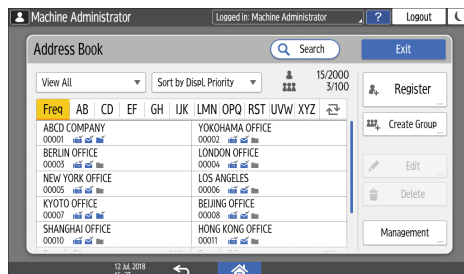 Machine Administrator
Logged in: Machine Administrator
?
Logout
Address Book
Search
Exit
View All
Sort by Displ. Priority
15/2000
3/100
Register
Freq AB CD EF GH IJK LMN OPQ RST UVW XYZ
Create Group
ABCD COMPANY
00001
YOKOHAMA OFFICE
00002
BERLIN OFFICE
00003
LONDON OFFICE
00004
Edit
NEW YORK OFFICE
00005
LOS ANGELES
00006
Delete
KYOTO OFFICE
00007
BEIJING OFFICE
00008
SHANGHAI OFFICE
00010
HONG KONG OFFICE
00011
Management
12 Jul. 2018